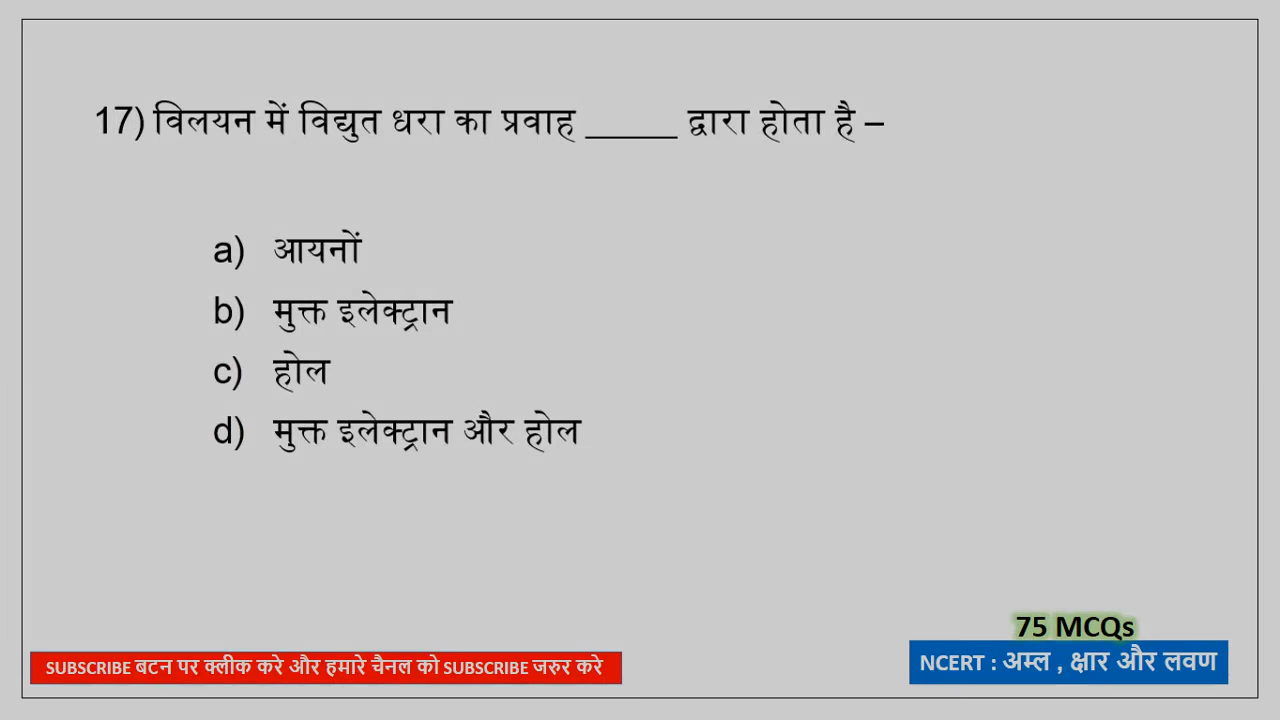 17) विलयन में विद्युत धरा का प्रवाह _____ द्वारा होता है –
a) आयनों
b) मुक्त इलेक्ट्रान
c) होल
d) मुक्त इलेक्ट्रान और होल
75 MCQs
SUBSCRIBE बटन पर क्लीक करे और हमारे चैनल को SUBSCRIBE जरुर करे
NCERT : अम्ल , क्षार और लवण